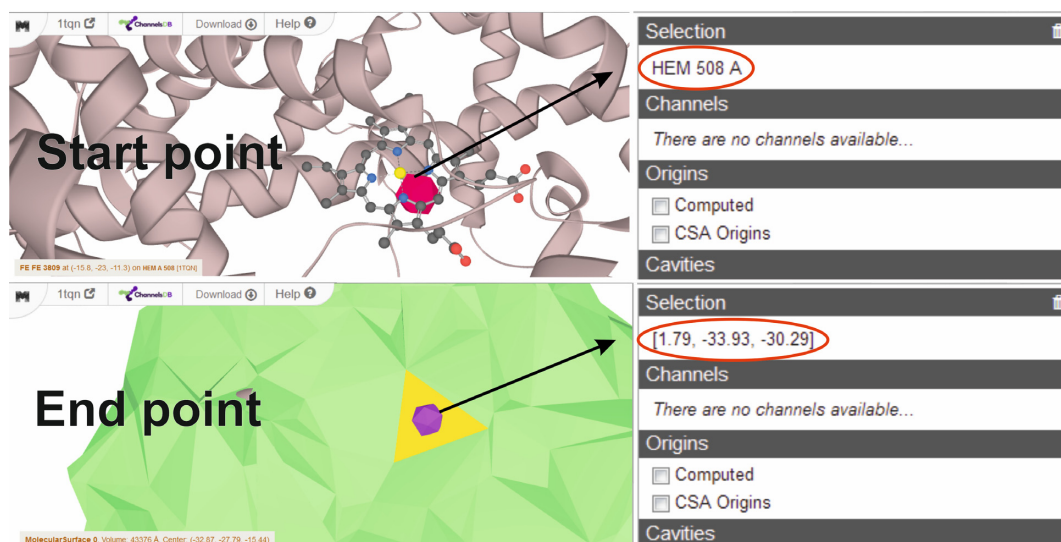 1tqn ChannelsDB Download Help
Start point
FE FE 3809 at (-15.8, -23, -11.3) on HEM A 508 [1TQN]
Selection
HEM 508 A
Channels
There are no channels available...
Origins
Computed
CSA Origins
Cavities
1tqn ChannelsDB Download Help
End point
MolecularSurface 0, Volume: 43376 Å, Center: (-32.87, -27.79, -15.44)
Selection
[1.79, -33.93, -30.29]
Channels
There are no channels available...
Origins
Computed
CSA Origins
Cavities